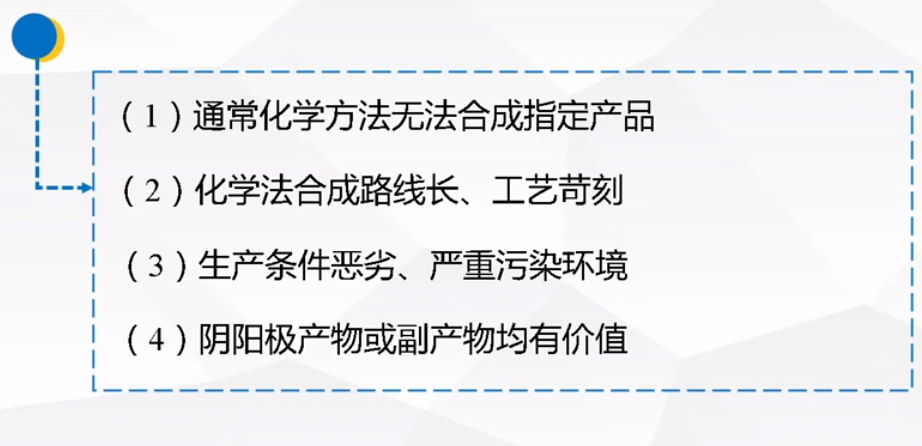 （1）通常化学方法无法合成指定产品
（2）化学法合成路线长、工艺苛刻
（3）生产条件恶劣、严重污染环境
（4）阴阳极产物或副产物均有价值